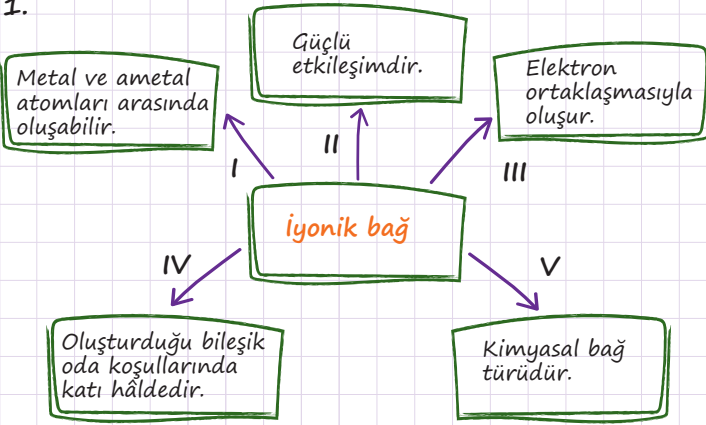 1.
Metal ve ametal
atomları arasında
oluşabilir.
Güçlü
etkileşimdir.
Elektron
ortaklaşmasıyla
oluşur.
I
II
III
İyonik bağ
IV
V
Oluşturduğu bileşik
oda koşullarında
katı hâldedir.
Kimyasal bağ
türüdür.